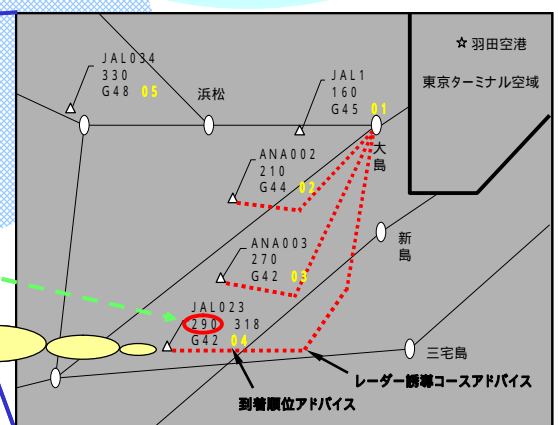 JAL034
330
G48 05
浜松
JAL1
160
G45 01
羽田空港
東京ターミナル空域
大島
ANA002
210
G44 02
新島
ANA003
270
G42 03
JAL023
290 318
G42 04
三宅島
レーダー誘導コースアドバイス
到着順位アドバイス